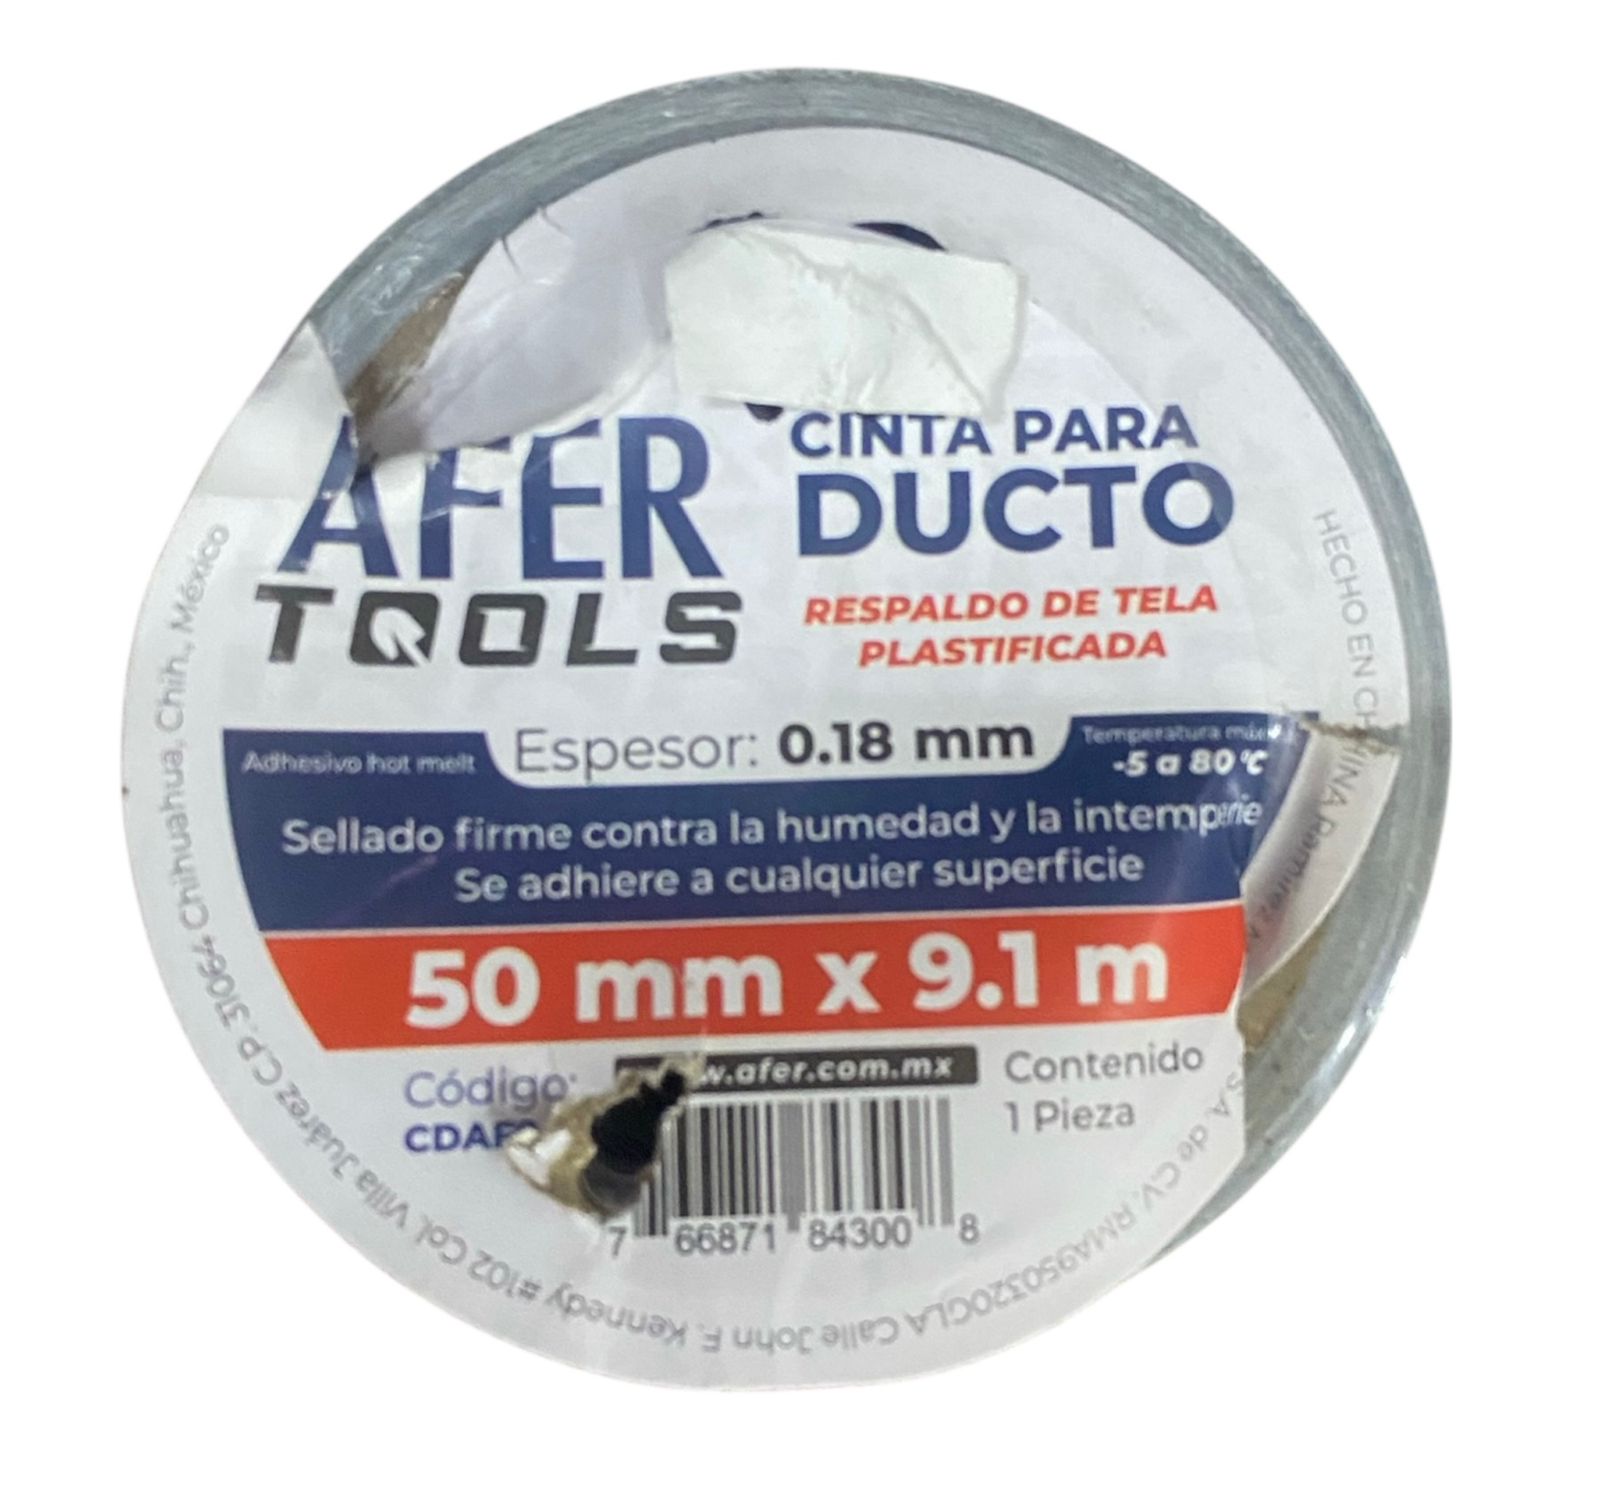 AFER
TOOLS
CINTA PARA
DUCTO
RESPALDO DE TELA
PLASTIFICADA
Adhesivo hot melt
Espesor: 0.18 mm
Temperatura
-5 a 80 °C
Sellado firme contra la humedad y la intemperie
Se adhiere a cualquier superficie
50 mm x 9.1 m
Código:
w.afer.com.mx
Contenido
1 Pieza
7 66871 84300 8
HECHO EN CHINA Ramírez
S.A. de C.V. RMA950320GLA Calle John F. Kennedy #102 Col. Villa Juárez C.P. 31064 Chihuahua, Chih., México